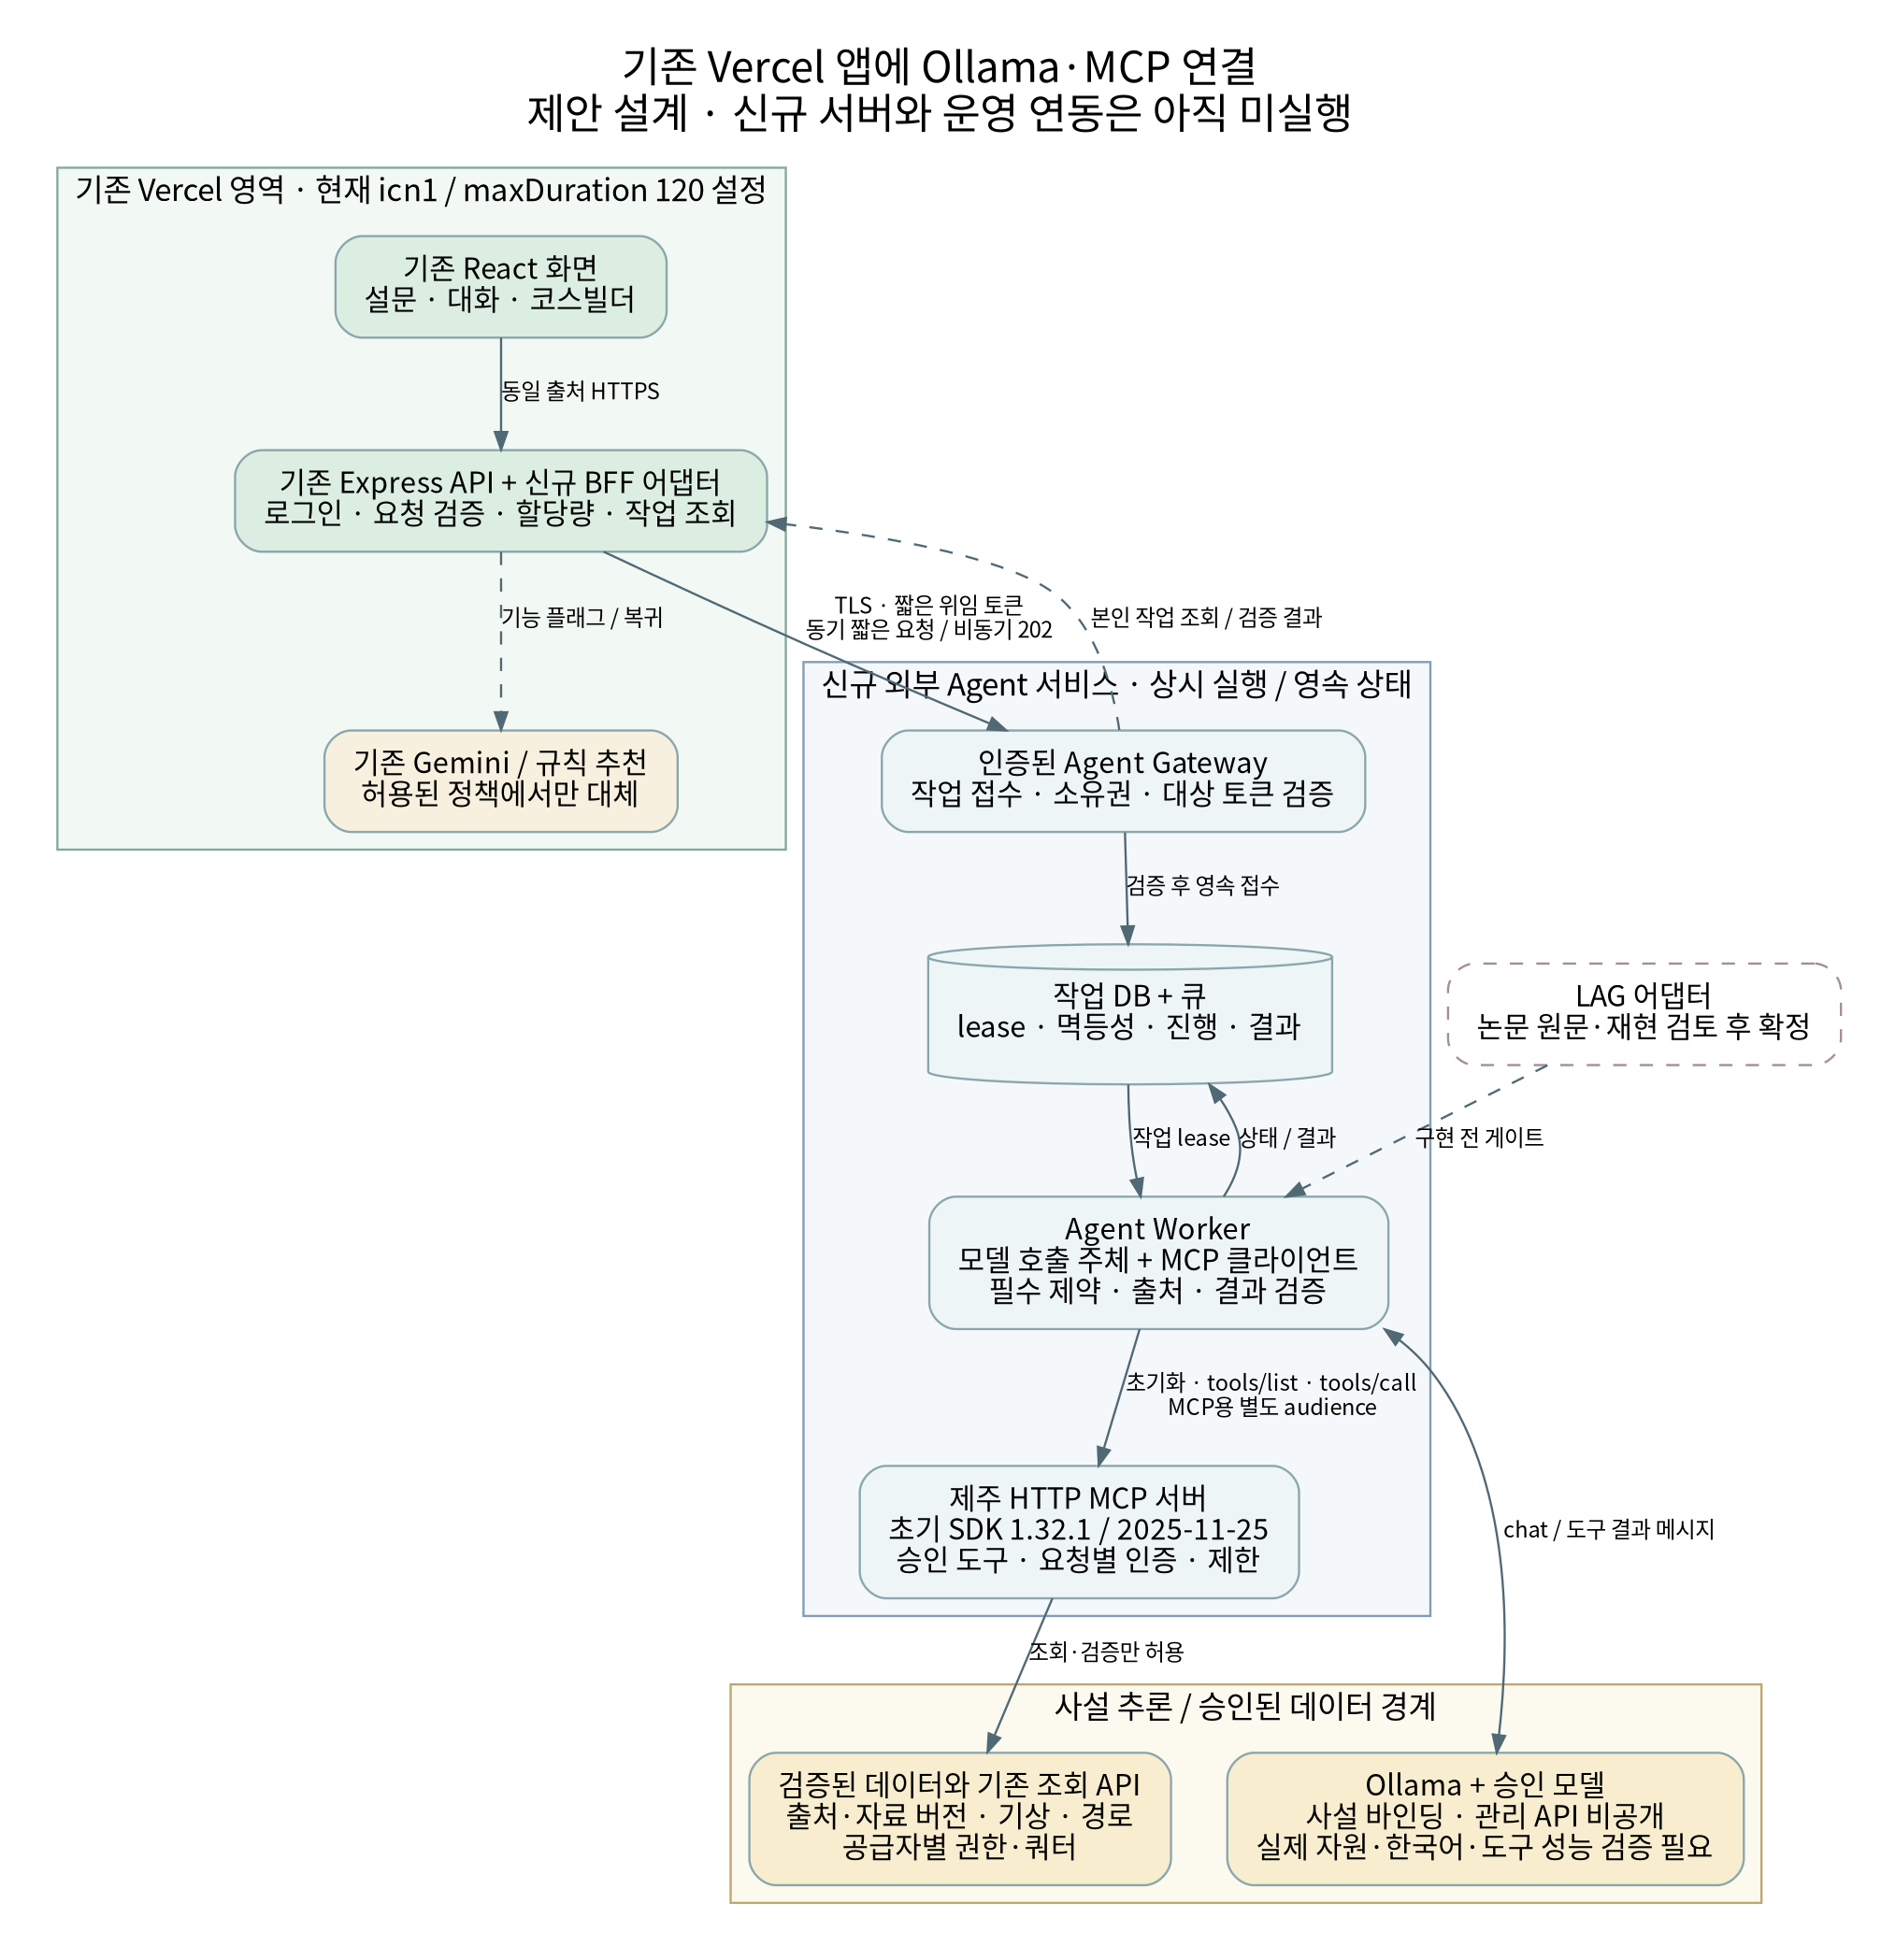 기존 Vercel 앱에 Ollama·MCP 연결
제안 설계 · 신규 서버와 운영 연동은 아직 미실행
기존 Vercel 영역 · 현재 icn1 / maxDuration 120 설정
기존 React 화면
설문 · 대화 · 코스빌더
동일 출처 HTTPS
기존 Express API + 신규 BFF 어댑터
로그인 · 요청 검증 · 할당량 · 작업 조회
기능 플래그 / 복귀
TLS · 짧은 위임 토큰
동기 짧은 요청 / 비동기 202
본인 작업 조회 / 검증 결과
기존 Gemini / 규칙 추천
허용된 정책에서만 대체
신규 외부 Agent 서비스 · 상시 실행 / 영속 상태
인증된 Agent Gateway
작업 접수 · 소유권 · 대상 토큰 검증
검증 후 영속 접수
작업 DB + 큐
lease · 멱등성 · 진행 · 결과
LAG 어댑터
논문 원문·재현 검토 후 확정
작업 lease
상태 / 결과
구현 전 게이트
Agent Worker
모델 호출 주체 + MCP 클라이언트
필수 제약 · 출처 · 결과 검증
초기화 · tools/list · tools/call
MCP용 별도 audience
제주 HTTP MCP 서버
초기 SDK 1.32.1 / 2025-11-25
승인 도구 · 요청별 인증 · 제한
chat / 도구 결과 메시지
조회·검증만 허용
사설 추론 / 승인된 데이터 경계
검증된 데이터와 기존 조회 API
출처·자료 버전 · 기상 · 경로
공급자별 권한·쿼터
Ollama + 승인 모델
사설 바인딩 · 관리 API 비공개
실제 자원·한국어·도구 성능 검증 필요